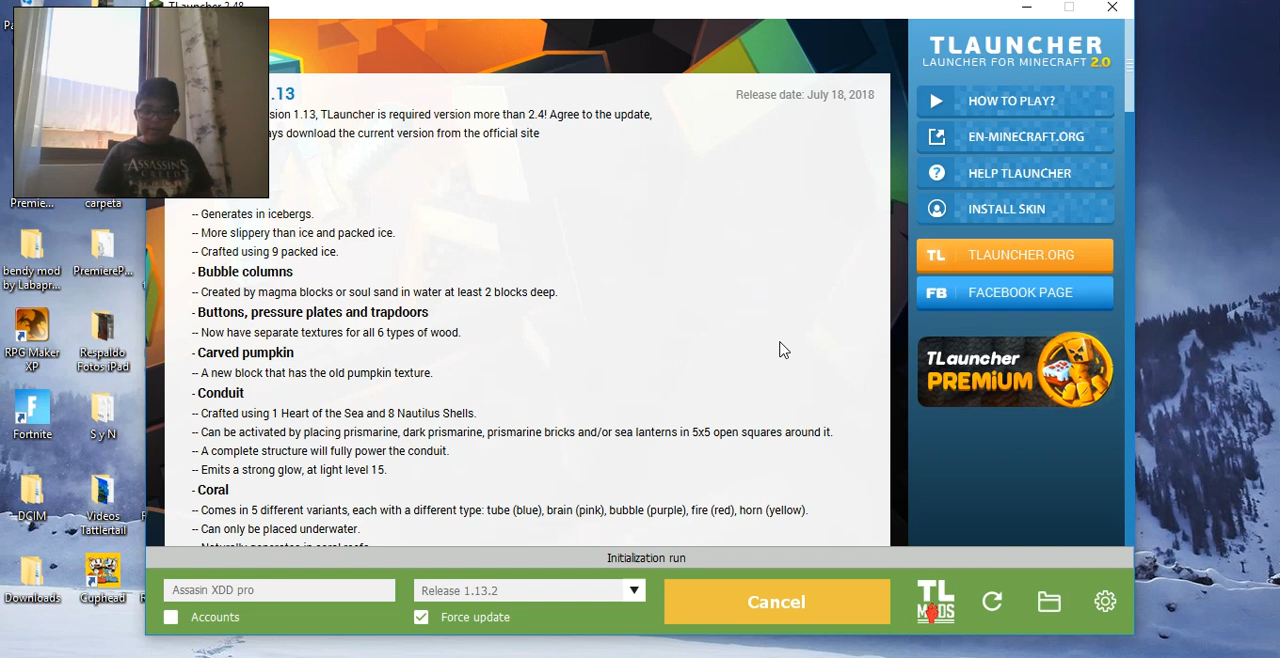 TLauncher 2.48
.13
Release date: July 18, 2018
sion 1.13, TLauncher is required version more than 2.4! Agree to the update,
ays download the current version from the official site
-- Generates in icebergs.
-- More slippery than ice and packed ice.
-- Crafted using 9 packed ice.
- Bubble columns
-- Created by magma blocks or soul sand in water at least 2 blocks deep.
- Buttons, pressure plates and trapdoors
-- Now have separate textures for all 6 types of wood.
- Carved pumpkin
-- A new block that has the old pumpkin texture.
- Conduit
-- Crafted using 1 Heart of the Sea and 8 Nautilus Shells.
-- Can be activated by placing prismarine, dark prismarine, prismarine bricks and/or sea lanterns in 5x5 open squares around it.
-- A complete structure will fully power the conduit.
-- Emits a strong glow, at light level 15.
- Coral
-- Comes in 5 different variants, each with a different type: tube (blue), brain (pink), bubble (purple), fire (red), horn (yellow).
-- Can only be placed underwater.
-- Naturally generates in coral reefs.
Initialization run
Assasin XDD pro
Release 1.13.2
Cancel
Accounts
Force update
TL
MODS
TLAUNCHER
LAUNCHER FOR MINECRAFT 2.0
HOW TO PLAY?
EN-MINECRAFT.ORG
HELP TLAUNCHER
INSTALL SKIN
TL TLAUNCHER.ORG
FB FACEBOOK PAGE
TLauncher
PREMIUM
ASSASSINS
CREED
Premie...
carpeta
bendy mod
by Labapr...
PremiereP...
RPG Maker
XP
Respaldo
Fotos iPad
Fortnite
S y N
DCIM
Videos
Tattlertail
Downloads
Cuphead